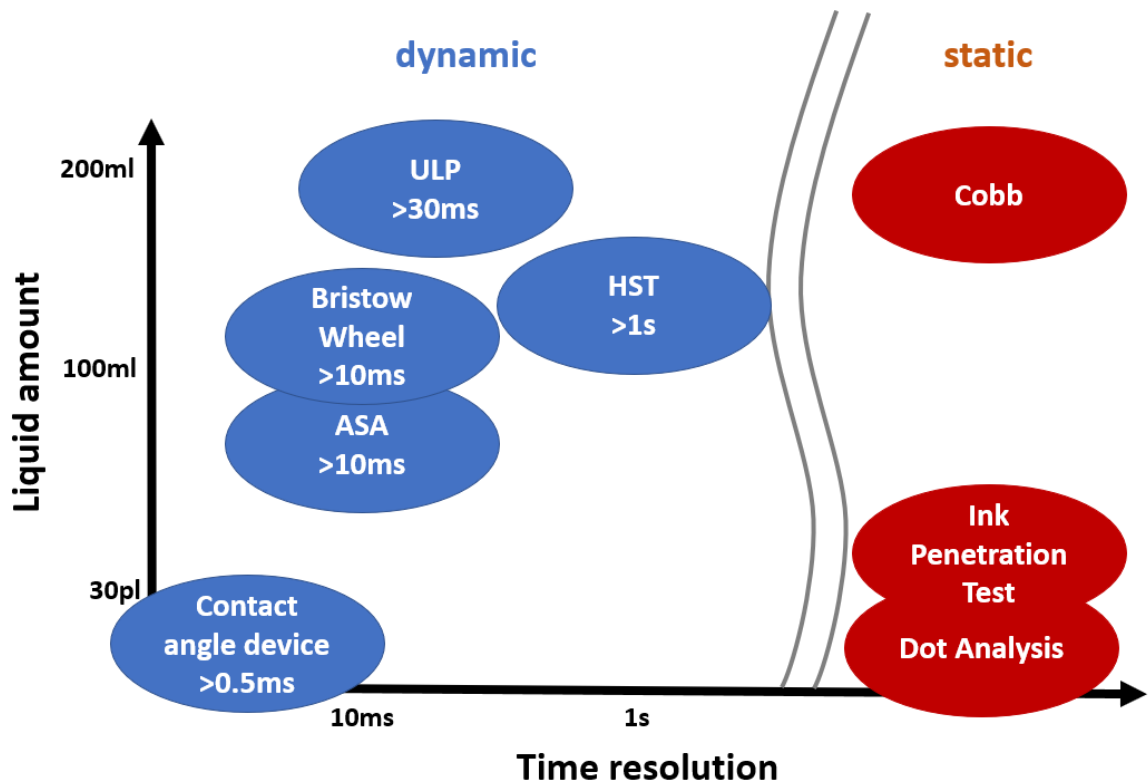 dynamic
static
200ml
100ml
30pl
Liquid amount
ULP
>30ms
HST
>1s
Bristow
Wheel
>10ms
ASA
>10ms
Contact
angle device
>0.5ms
Cobb
Ink
Penetration
Test
Dot Analysis
10ms
1s
Time resolution